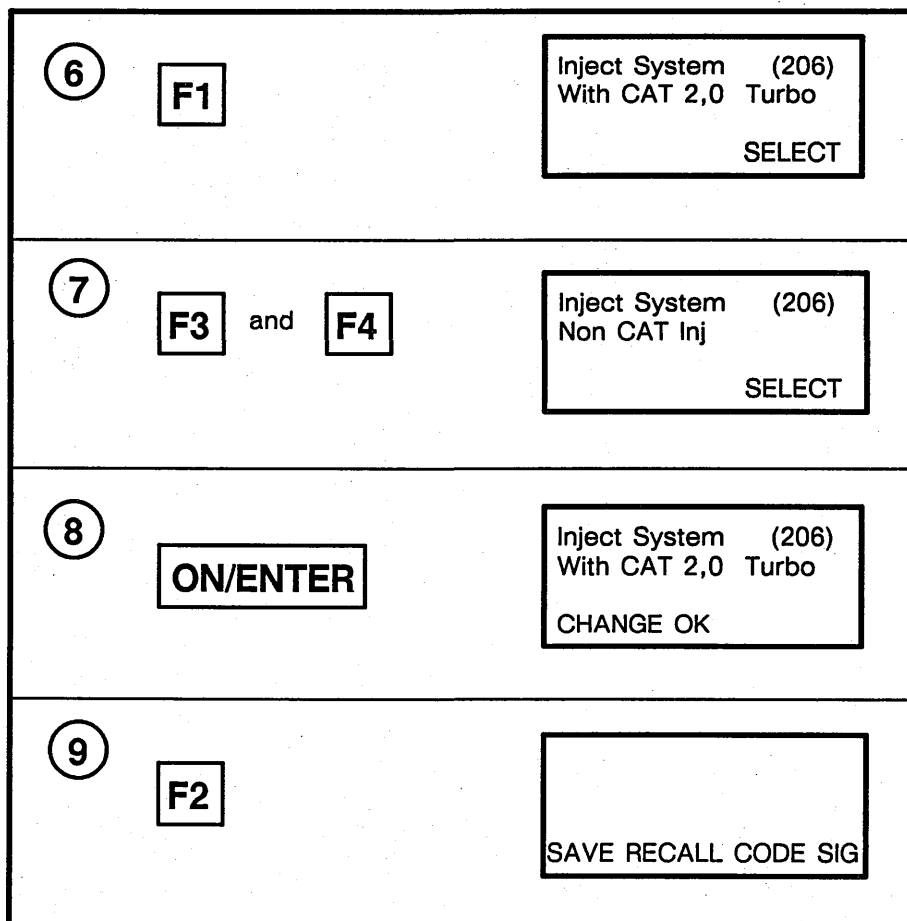 6
F1
Inject System (206)
With CAT 2,0 Turbo
SELECT
7
F3 and F4
Inject System (206)
Non CAT Inj
SELECT
8
ON/ENTER
Inject System (206)
With CAT 2,0 Turbo
CHANGE OK
9
F2
SAVE RECALL CODE SIG